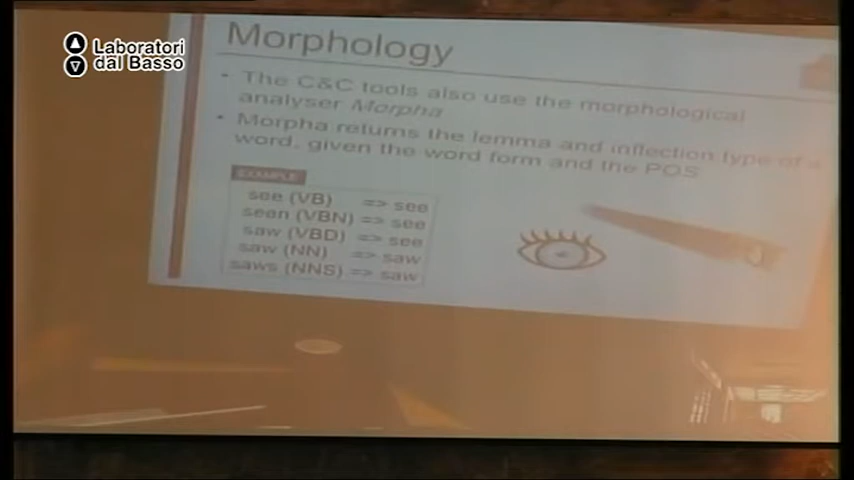 Laboratori
dal Basso
Morphology
• The C&C tools also use the morphological
analyser Morpha
• Morpha returns the lemma and inflection type of a
word, given the word form and the POS
EXAMPLE
see (VB) => see
seen (VBN) => see
saw (VBD) => see
saw (NN) => saw
saws (NNS) => saw